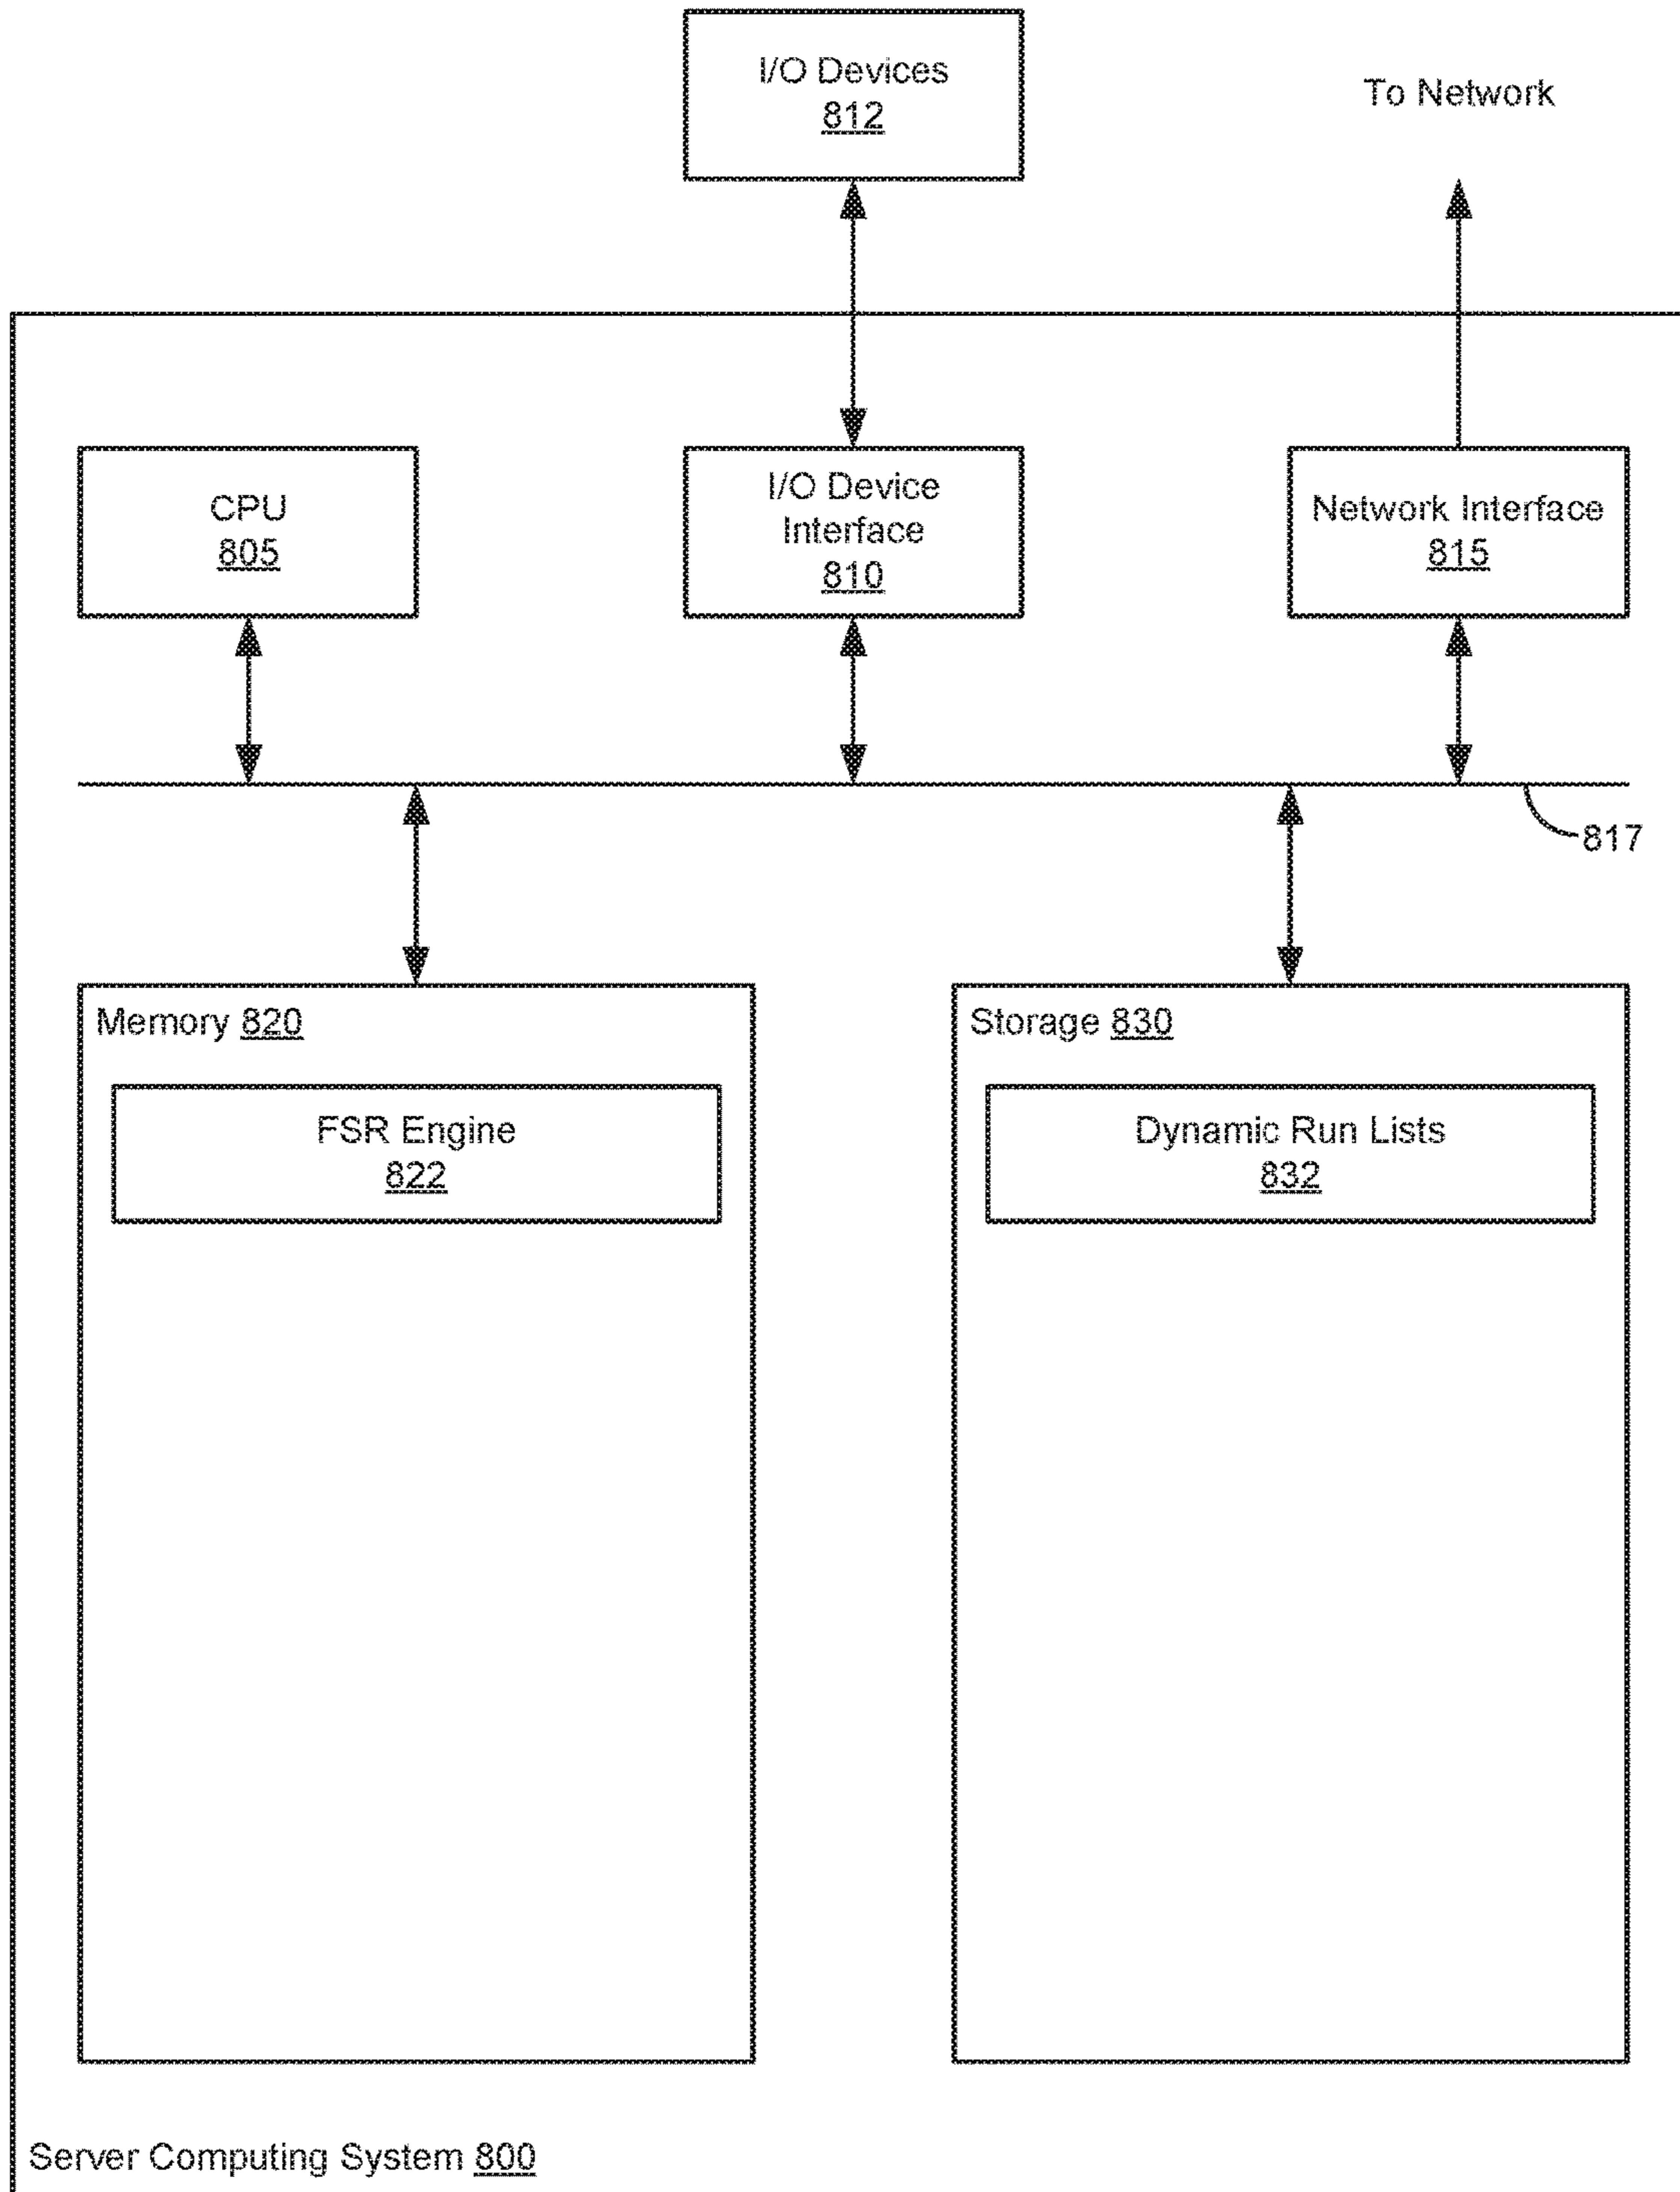 I/O Devices
812
To Network
CPU
805
I/O Device
Interface
810
Network Interface
815
817
Memory 820
FSR Engine
822
Storage 830
Dynamic Run Lists
832
Server Computing System 800